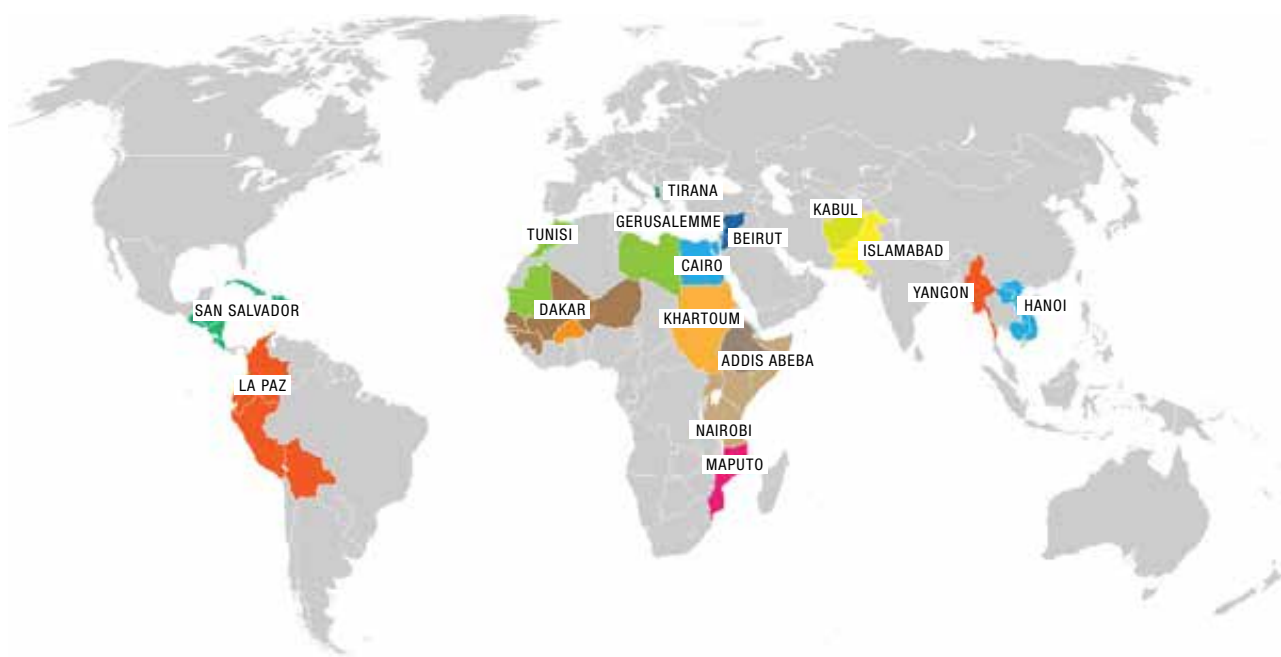 TIRANA
KABUL
GERUSALEMME
TUNISI
BEIRUT
ISLAMABAD
CAIRO
YANGON
HANOI
SAN SALVADOR
DAKAR
KHARTOUM
ADDIS ABEBA
LA PAZ
NAIROBI
MAPUTO